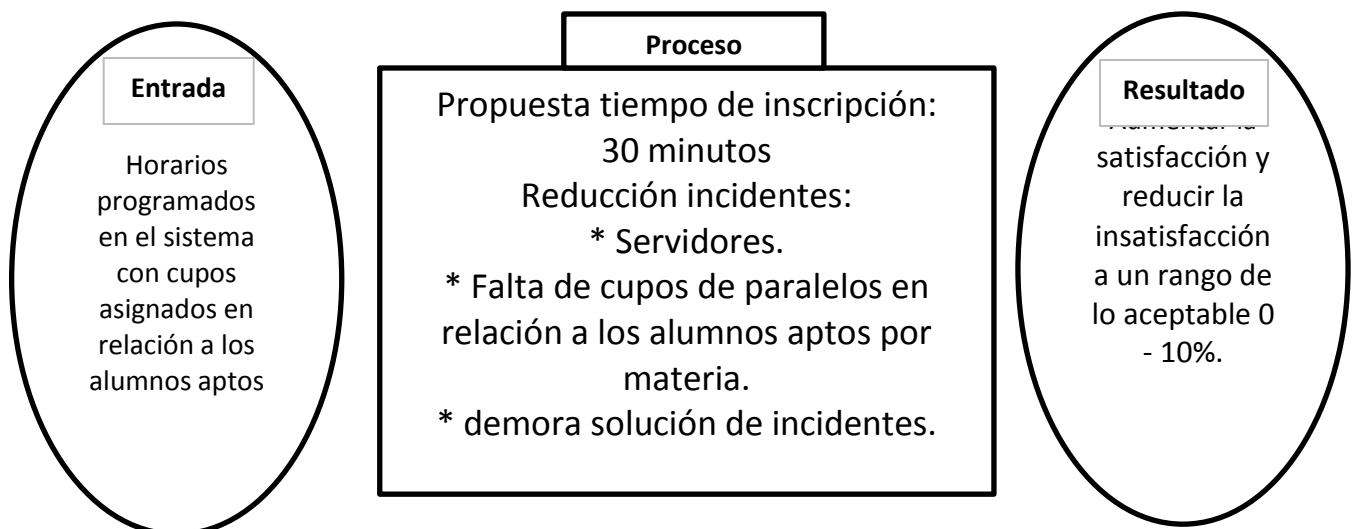 Entrada
Horarios
programados
en el sistema
con cupos
asignados en
relación a los
alumnos aptos
Proceso
Propuesta tiempo de inscripción:
30 minutos
Reducción incidentes:
* Servidores.
* Falta de cupos de paralelos en
relación a los alumnos aptos por
materia.
* demora solución de incidentes.
Resultado
satisfacción y
reducir la
insatisfacción
a un rango de
lo aceptable 0
- 10%.